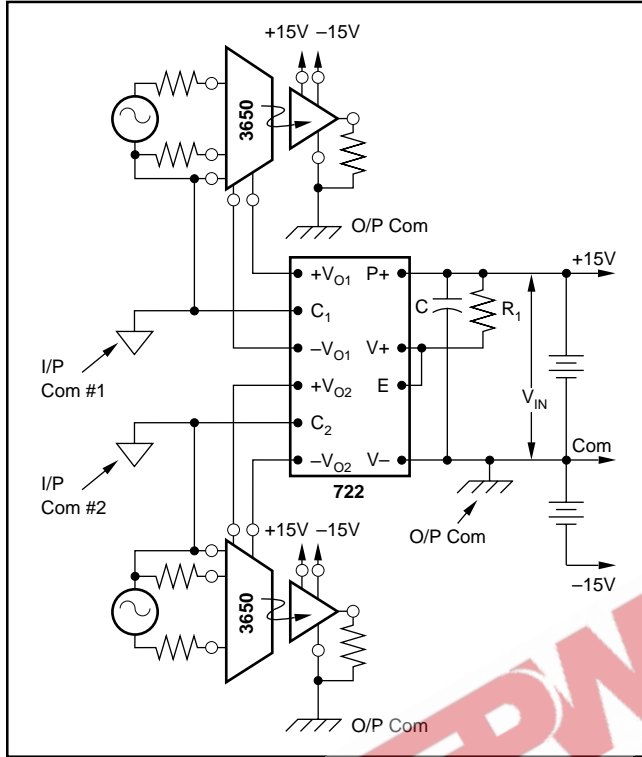 +15V –15V
3650
O/P Com
+V_O1 P+ +15V
C R_1
C_1
I/P Com #1
–V_O1 V+
+V_O2 E
V_IN
C_2
I/P Com #2
–V_O2 V– Com
722
O/P Com
+15V –15V
–15V
3650
O/P Com